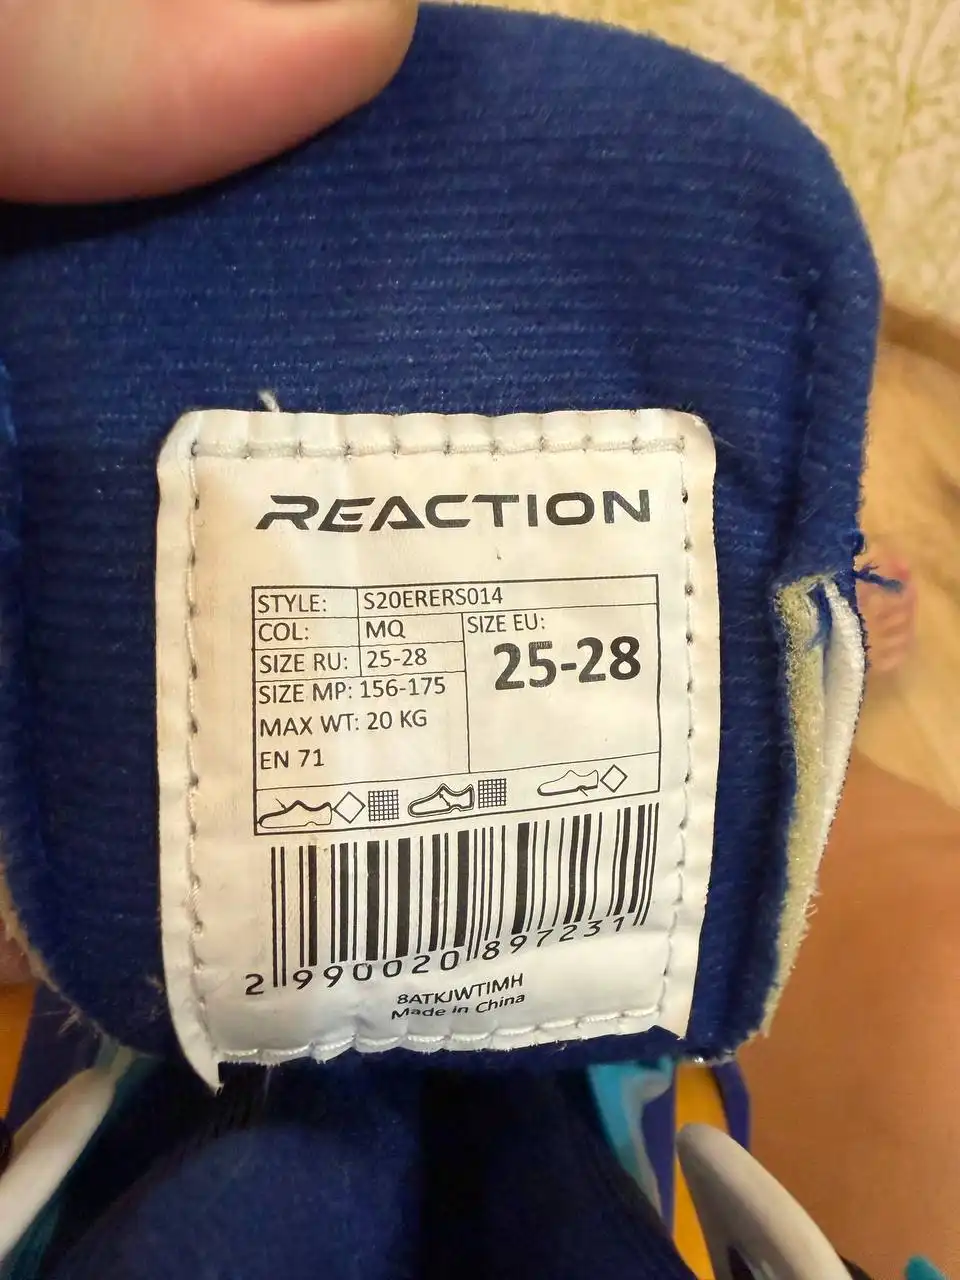 REACTION
STYLE: S20ERERS014
COL: MQ
SIZE EU:
SIZE RU: 25-28
25-28
SIZE MP: 156-175
MAX WT: 20 KG
EN 71
2 990020 897231
8ATKJWTIMH
Made in China